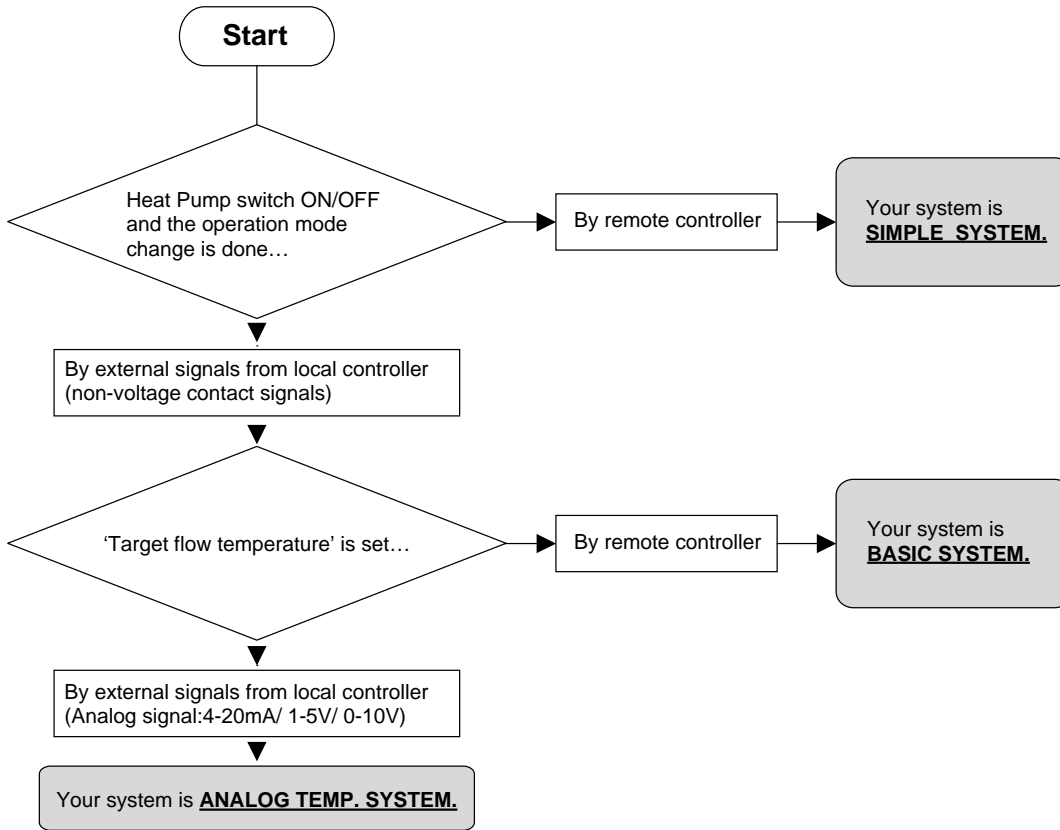 Start
Heat Pump switch ON/OFF
and the operation mode
change is done…
By remote controller
Your system is
SIMPLE SYSTEM.
By external signals from local controller
(non-voltage contact signals)
‘Target flow temperature’ is set…
By remote controller
Your system is
BASIC SYSTEM.
By external signals from local controller
(Analog signal:4-20mA/ 1-5V/ 0-10V)
Your system is ANALOG TEMP. SYSTEM.